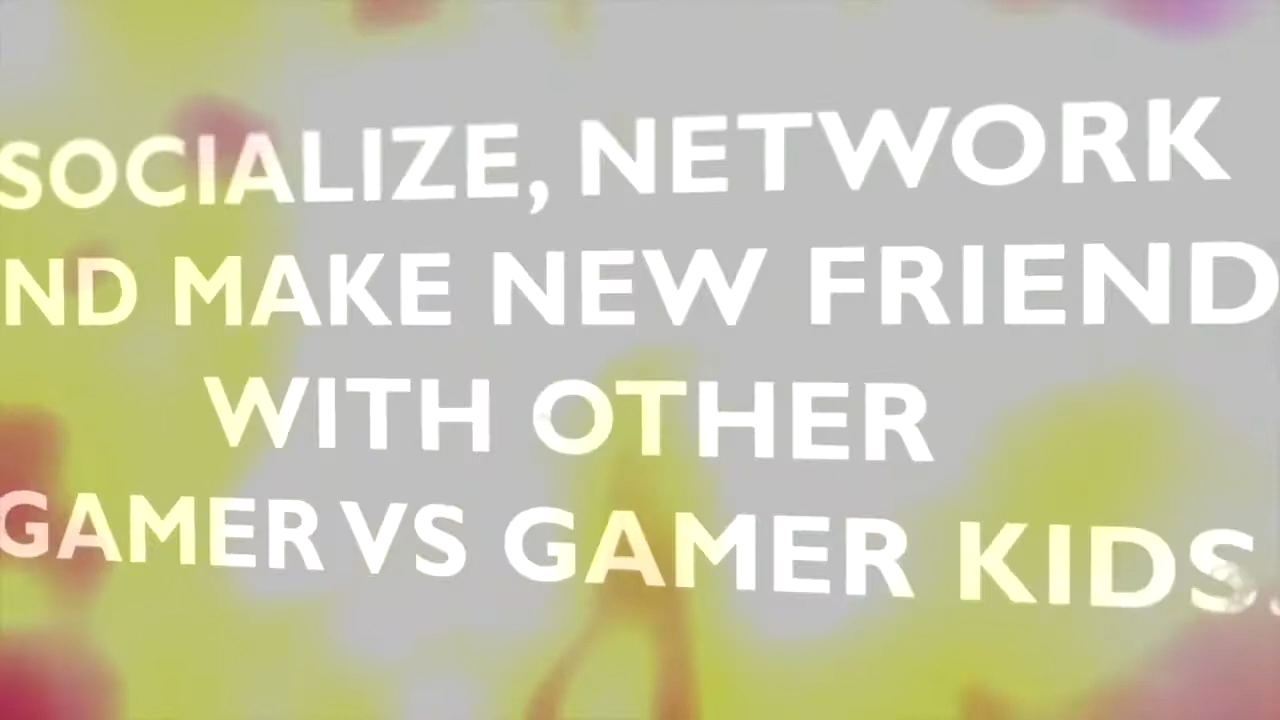 SOCIALIZE, NETWORK
ND MAKE NEW FRIEND
WITH OTHER
GAMER VS GAMER KIDS.